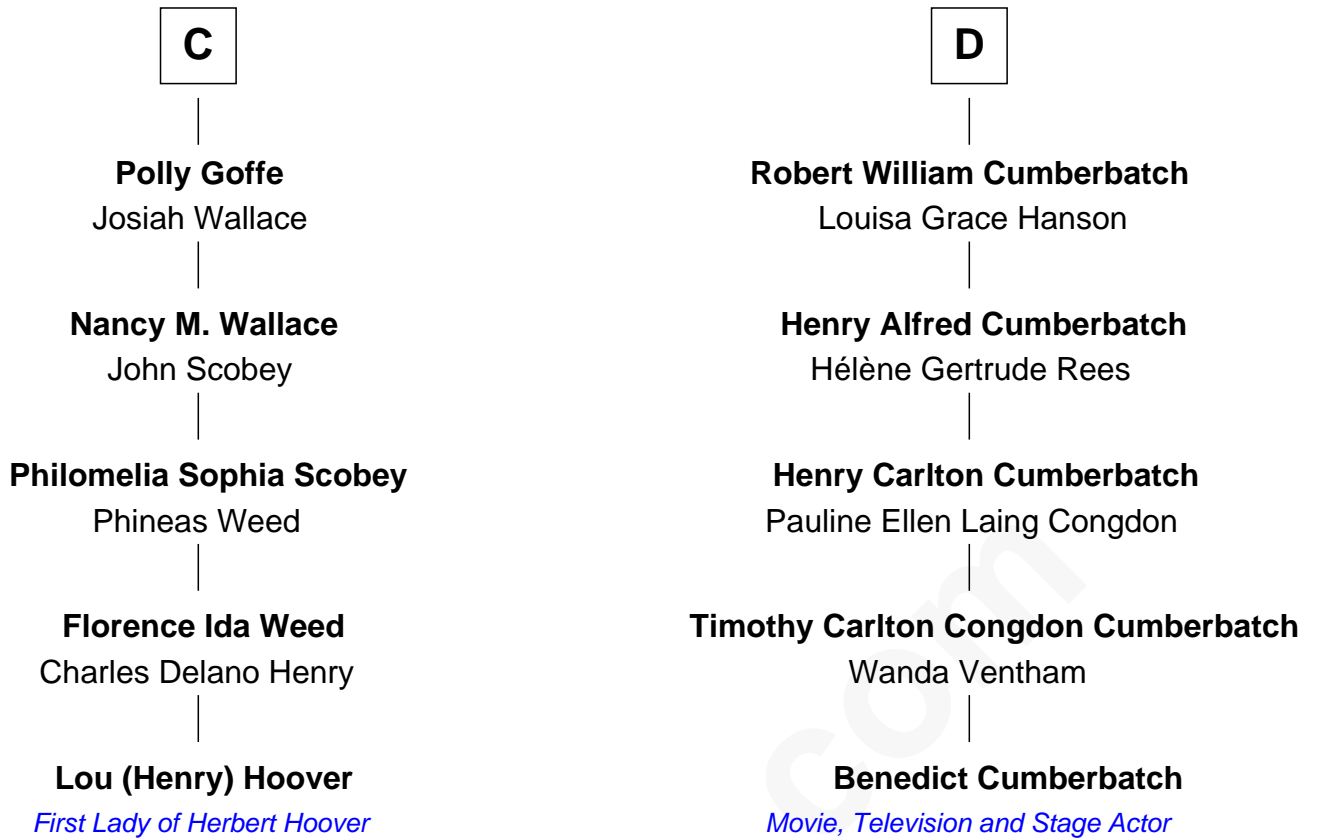 C
Polly Goffe
Josiah Wallace
Nancy M. Wallace
John Scobey
Philomelia Sophia Scobey
Phineas Weed
Florence Ida Weed
Charles Delano Henry
Lou (Henry) Hoover
First Lady of Herbert Hoover
D
Robert William Cumberbatch
Louisa Grace Hanson
Henry Alfred Cumberbatch
Hélène Gertrude Rees
Henry Carlton Cumberbatch
Pauline Ellen Laing Congdon
Timothy Carlton Congdon Cumberbatch
Wanda Ventham
Benedict Cumberbatch
Movie, Television and Stage Actor
com